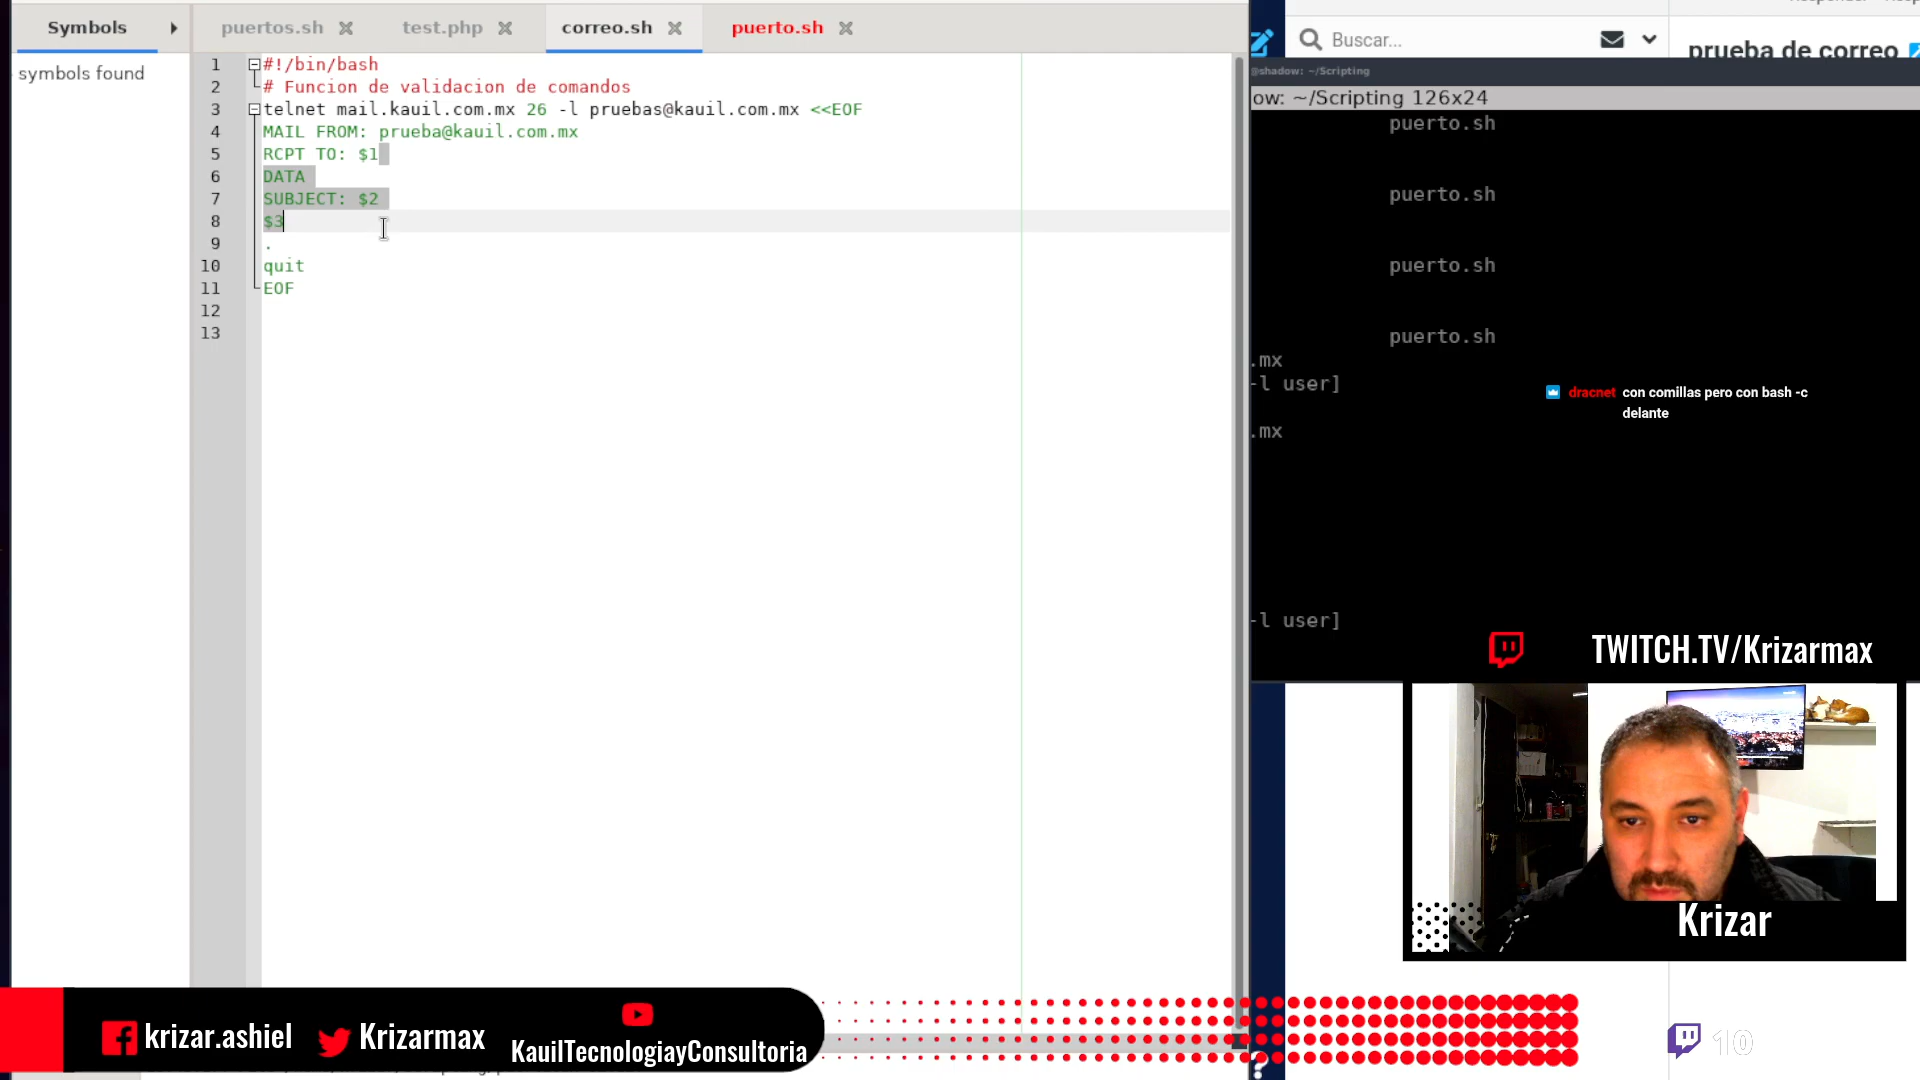 Symbols
puertos.sh
test.php
correo.sh
puerto.sh
symbols found
1 #!/bin/bash
2 # Funcion de validacion de comandos
3 telnet mail.kauil.com.mx 26 -l pruebas@kauil.com.mx <<EOF
4 MAIL FROM: prueba@kauil.com.mx
5 RCPT TO: $1
6 DATA
7 SUBJECT: $2
8 $3
9 .
10 quit
11 EOF
12
13
Buscar...
prueba de correo
@shadow: ~/Scripting
ow: ~/Scripting 126x24
puerto.sh
puerto.sh
puerto.sh
puerto.sh
.mx
-l user]
dracnet con comillas pero con bash -c
delante
.mx
-l user]
TWITCH.TV/Krizarmax
Krizar
krizar.ashiel
Krizarmax
KauilTecnologiayConsultoria
10